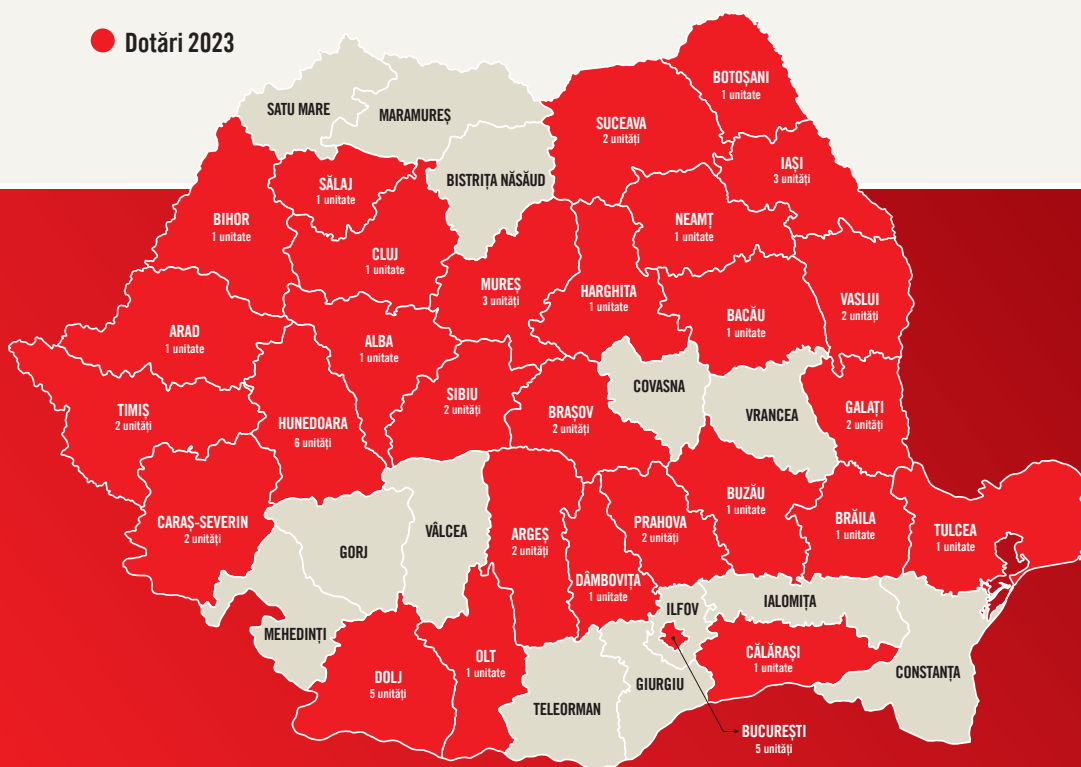 Dotări 2023
BOTOȘANI
1 unitate
SATU MARE
MARAMUREȘ
SUCEAVA
2 unități
IAȘI
3 unități
BISTRIȚA NĂSĂUD
SĂLAJ
1 unitate
BIHOR
1 unitate
NEAMȚ
1 unitate
CLUJ
1 unitate
MUREȘ
3 unități
HARGHITA
1 unitate
VASLUI
2 unități
BACĂU
1 unitate
ARAD
1 unitate
ALBA
1 unitate
COVASNA
SIBIU
2 unități
TIMIȘ
2 unități
HUNEDOARA
6 unități
BRAȘOV
2 unități
VRANCEA
GALAȚI
2 unități
BUZĂU
1 unitate
CARAȘ-SEVERIN
2 unități
VÂLCEA
ARGEȘ
2 unități
PRAHOVA
2 unități
BRĂILA
1 unitate
TULCEA
1 unitate
GORJ
DÂMBOVIȚA
1 unitate
ILFOV
IALOMIȚA
MEHEDINȚI
OLT
1 unitate
CĂLĂRAȘI
1 unitate
CONSTANȚA
DOLJ
5 unități
GIURGIU
TELEORMAN
BUCUREȘTI
5 unități